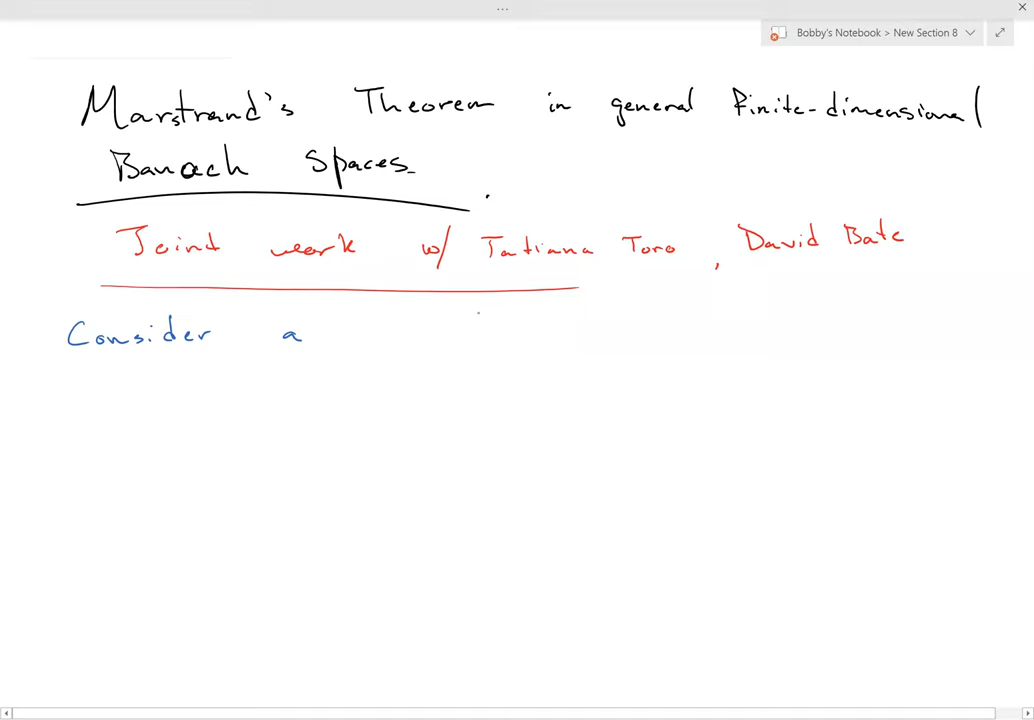 ...
Bobby's Notebook > New Section 8
Marstrand's Theorem in general finite-dimensional
Banach Spaces.
Joint work w/ Tatiana Toro, David Bate
Consider a